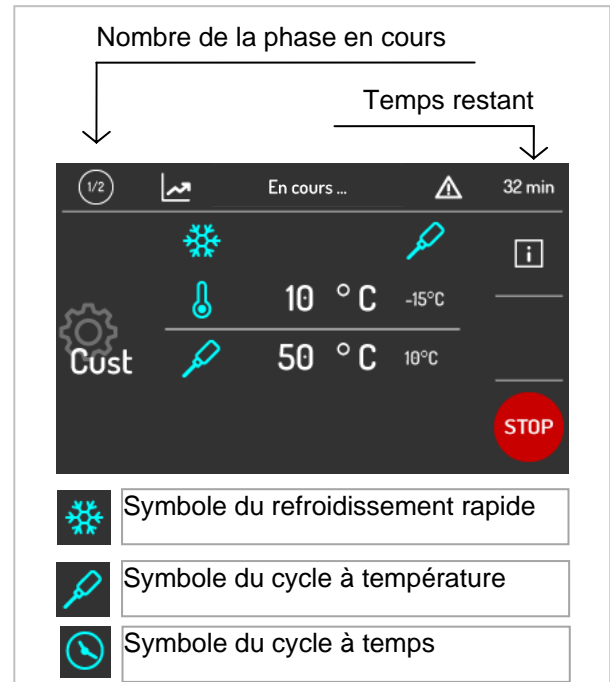 Nombre de la phase en cours
Temps restant
1/2 En cours ... 32 min
i
10 °C -15°C
Cust 50 °C 10°C
STOP
Symbole du refroidissement rapide
Symbole du cycle à température
Symbole du cycle à temps